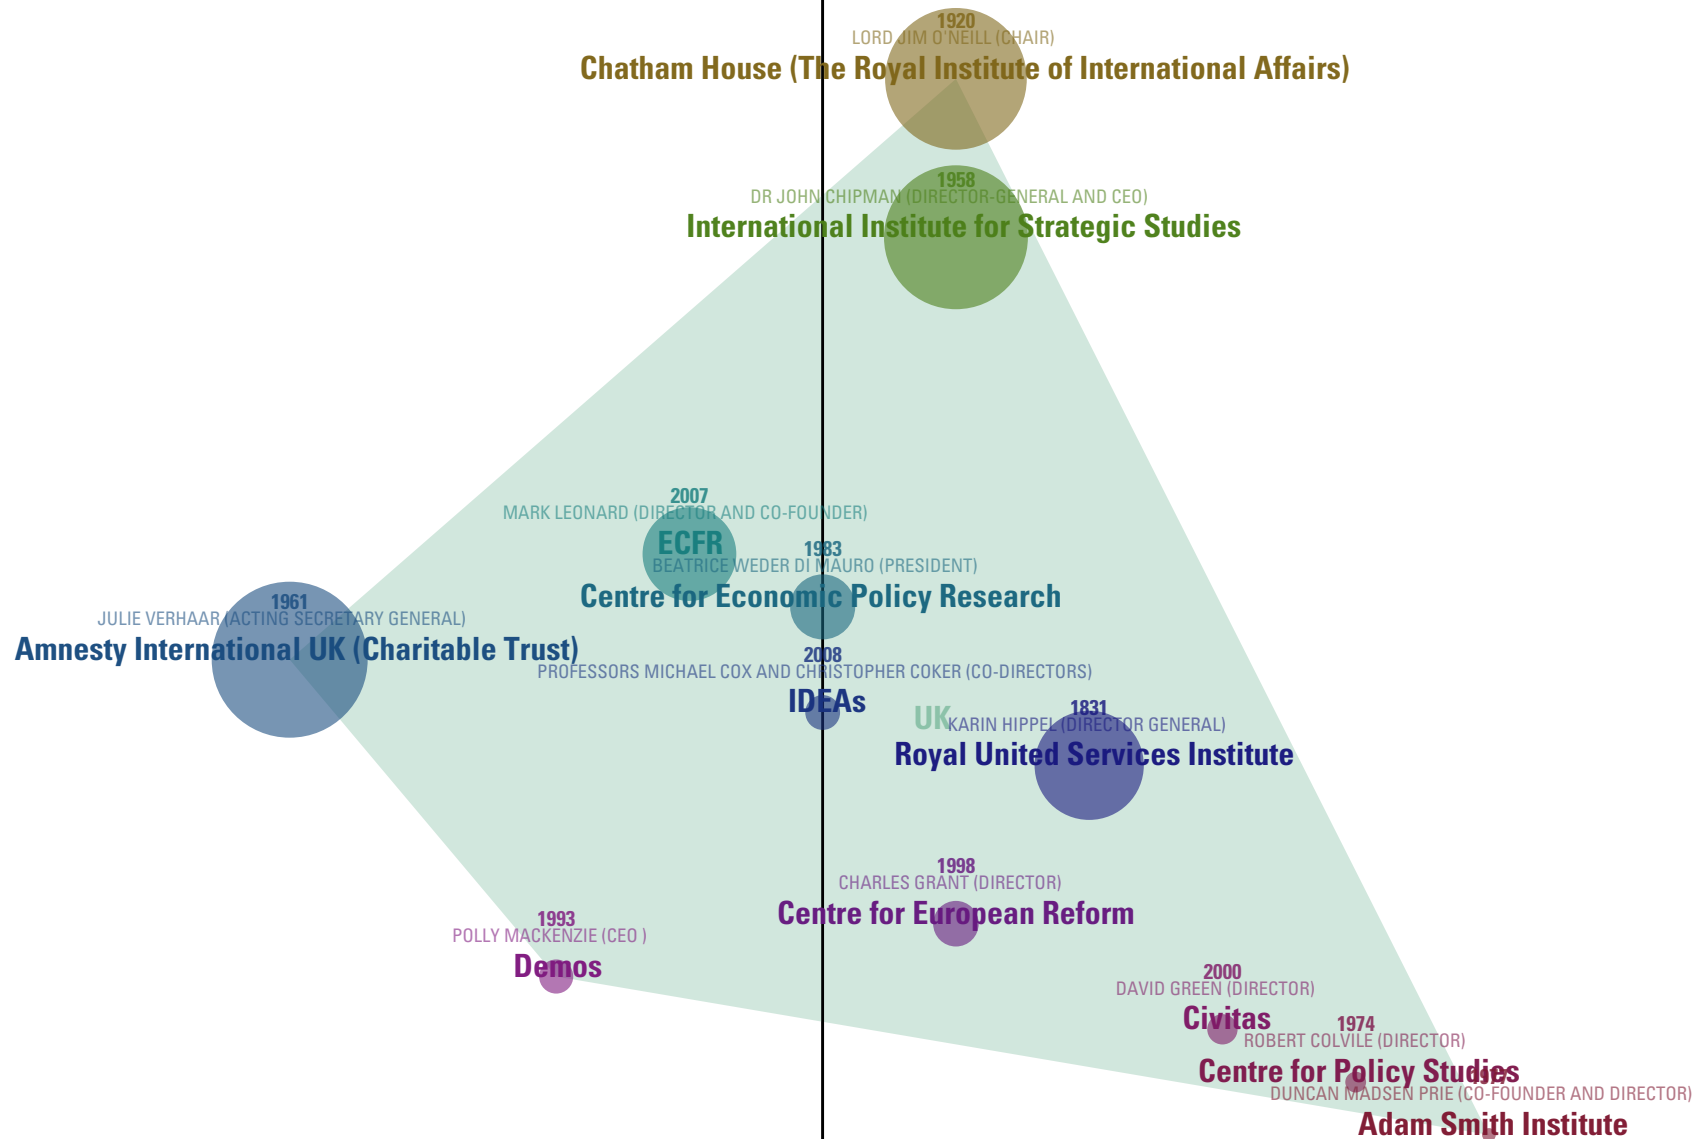 1920
LORD JIM O'NEILL (CHAIR)
Chatham House (The Royal Institute of International Affairs)
1958
DR JOHN CHIPMAN (DIRECTOR-GENERAL AND CEO)
International Institute for Strategic Studies
2007
MARK LEONARD (DIRECTOR AND CO-FOUNDER)
ECFR
1983
BEATRICE WEDER DI MAURO (PRESIDENT)
Centre for Economic Policy Research
1961
JULIE VERHAAR (ACTING SECRETARY GENERAL)
Amnesty International UK (Charitable Trust)
2008
PROFESSORS MICHAEL COX AND CHRISTOPHER COKER (CO-DIRECTORS)
IDEAs
UK
1831
KARIN HIPPEL (DIRECTOR GENERAL)
Royal United Services Institute
1998
CHARLES GRANT (DIRECTOR)
Centre for European Reform
1993
POLLY MACKENZIE (CEO )
Demos
2000
DAVID GREEN (DIRECTOR)
Civitas
1974
ROBERT COLVILE (DIRECTOR)
Centre for Policy Studies
1977
DUNCAN MADSEN PRIE (CO-FOUNDER AND DIRECTOR)
Adam Smith Institute